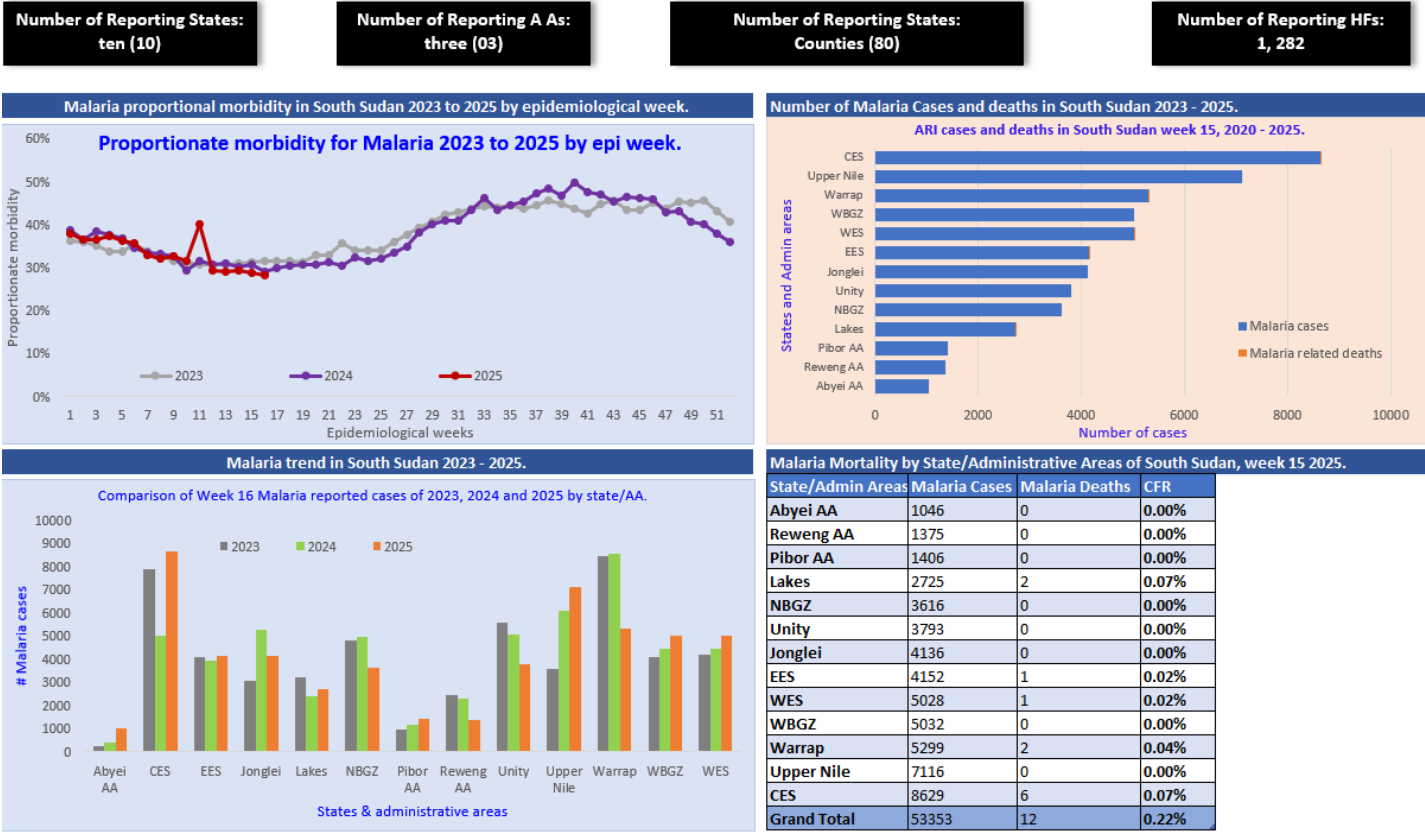 Number of Reporting States:
ten (10)
Number of Reporting A As:
three (03)
Number of Reporting States:
Counties (80)
Number of Reporting HFs:
1, 282
Malaria proportional morbidity in South Sudan 2023 to 2025 by epidemiological week.
Proportionate morbidity for Malaria 2023 to 2025 by epi week.
Proportionate morbidity
60%
50%
40%
30%
20%
10%
0%
2023 2024 2025
1 3 5 7 9 11 13 15 17 19 21 23 25 27 29 31 33 35 37 39 41 43 45 47 49 51
Epidemiological weeks
Number of Malaria Cases and deaths in South Sudan 2023 - 2025.
ARI cases and deaths in South Sudan week 15, 2020 - 2025.
States and Admin areas
CES
Upper Nile
Warrap
WBGZ
WES
EES
Jonglei
Unity
NBGZ
Lakes
Pibor AA
Reweng AA
Abyei AA
Malaria cases
Malaria related deaths
0 2000 4000 6000 8000 10000
Number of cases
Malaria trend in South Sudan 2023 - 2025.
Comparison of Week 16 Malaria reported cases of 2023, 2024 and 2025 by state/AA.
# Malaria cases
10000
9000
8000
7000
6000
5000
4000
3000
2000
1000
0
2023 2024 2025
Abyei AA CES EES Jonglei Lakes NBGZ Pibor AA Reweng AA Unity Upper Nile Warrap WBGZ WES
States & administrative areas
Malaria Mortality by State/Administrative Areas of South Sudan, week 15 2025.
State/Admin Areas Malaria Cases Malaria Deaths CFR
Abyei AA 1046 0 0.00%
Reweng AA 1375 0 0.00%
Pibor AA 1406 0 0.00%
Lakes 2725 2 0.07%
NBGZ 3616 0 0.00%
Unity 3793 0 0.00%
Jonglei 4136 0 0.00%
EES 4152 1 0.02%
WES 5028 1 0.02%
WBGZ 5032 0 0.00%
Warrap 5299 2 0.04%
Upper Nile 7116 0 0.00%
CES 8629 6 0.07%
Grand Total 53353 12 0.22%